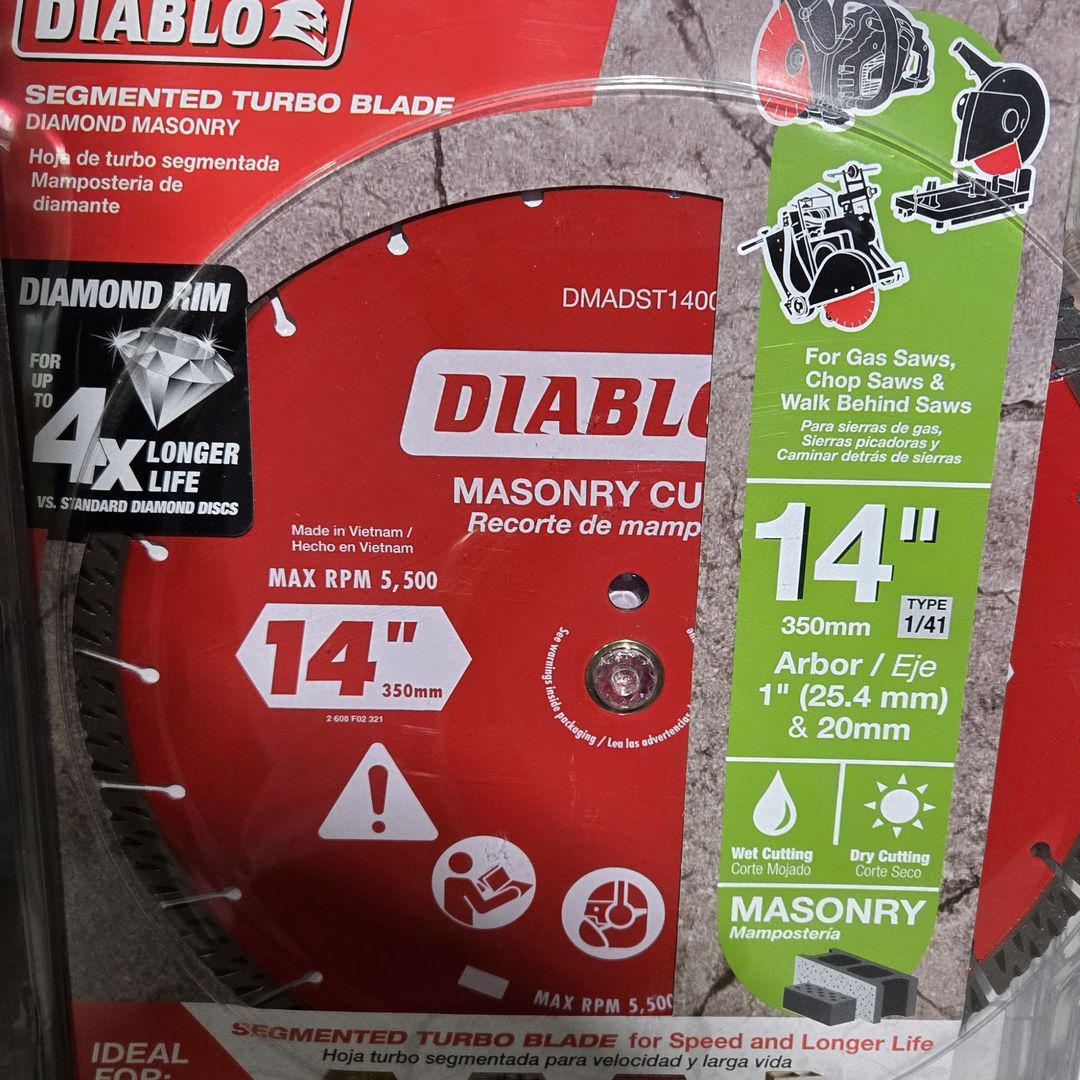 DIABLO
SEGMENTED TURBO BLADE
DIAMOND MASONRY
Hoja de turbo segmentada
Mampostería de
diamante
DIAMOND RIM
FOR
UP
TO
4X LONGER
LIFE
VS. STANDARD DIAMOND DISCS
DMADST1400
DIABLO
MASONRY CU
Recorte de mamp
Made in Vietnam /
Hecho en Vietnam
MAX RPM 5,500
14"
350mm
2 608 F02 321
See warnings inside packaging / Lea las advertencias
MAX RPM 5,500
For Gas Saws,
Chop Saws &
Walk Behind Saws
Para sierras de gas,
Sierras picadoras y
Caminar detrás de sierras
14"
350mm
TYPE
1/41
Arbor / Eje
1" (25.4 mm)
& 20mm
Wet Cutting
Corte Mojado
Dry Cutting
Corte Seco
MASONRY
Mampostería
SEGMENTED TURBO BLADE for Speed and Longer Life
Hoja turbo segmentada para velocidad y larga vida
IDEAL
FOR: